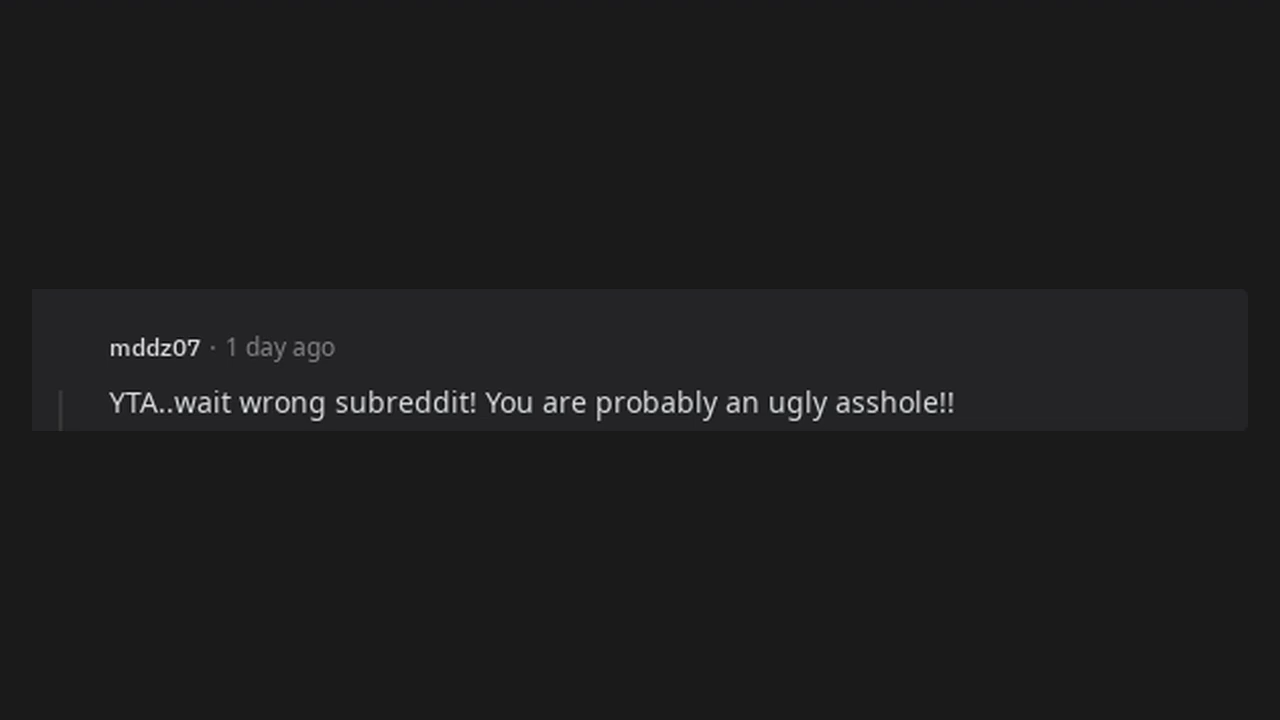 mddz07 · 1 day ago
YTA..wait wrong subreddit! You are probably an ugly asshole!!